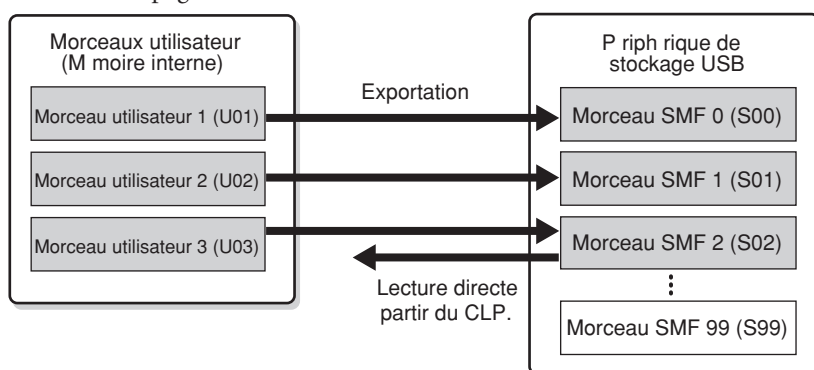 Morceaux utilisateur
(M moire interne)
Morceau utilisateur 1 (U01)
Morceau utilisateur 2 (U02)
Morceau utilisateur 3 (U03)
Exportation
Lecture directe
partir du CLP.
P riph rique de
stockage USB
Morceau SMF 0 (S00)
Morceau SMF 1 (S01)
Morceau SMF 2 (S02)
Morceau SMF 99 (S99)